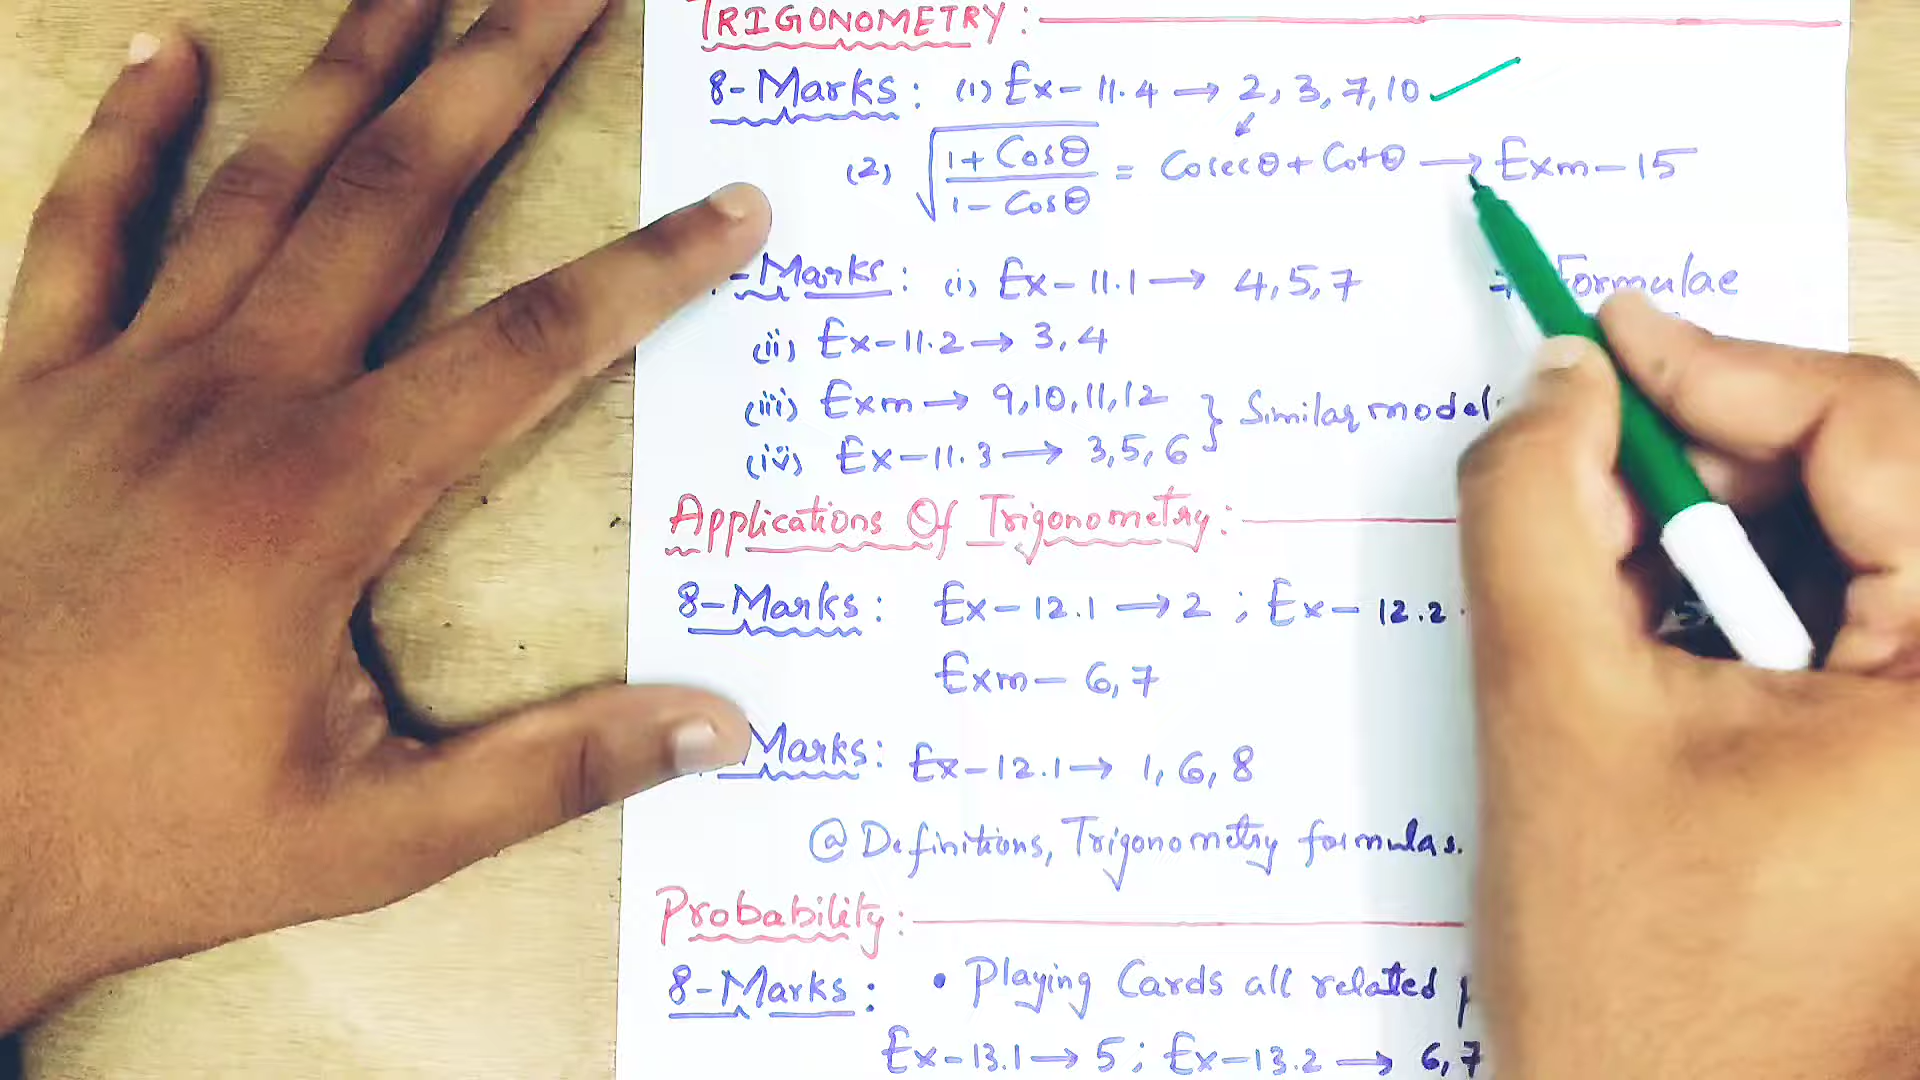 TRIGONOMETRY:
8-Marks: (1) Ex-11.4 → 2, 3, 7, 10 ✓
(2) √((1+Cosθ)/(1-Cosθ)) = Cosecθ + Cotθ → Exm-15
-Marks: (i) Ex-11.1 → 4, 5, 7 Formulae
(ii) Ex-11.2 → 3, 4
(iii) Exm → 9, 10, 11, 12 } Similar model
(iv) Ex-11.3 → 3, 5, 6
Applications Of Trigonometry:
8-Marks: Ex-12.1 → 2 ; Ex-12.2
Exm-6, 7
Marks: Ex-12.1 → 1, 6, 8
@ Definitions, Trigonometry formulas.
Probability:
8-Marks: • Playing Cards all related
Ex-13.1 → 5 ; Ex-13.2 → 6, 7